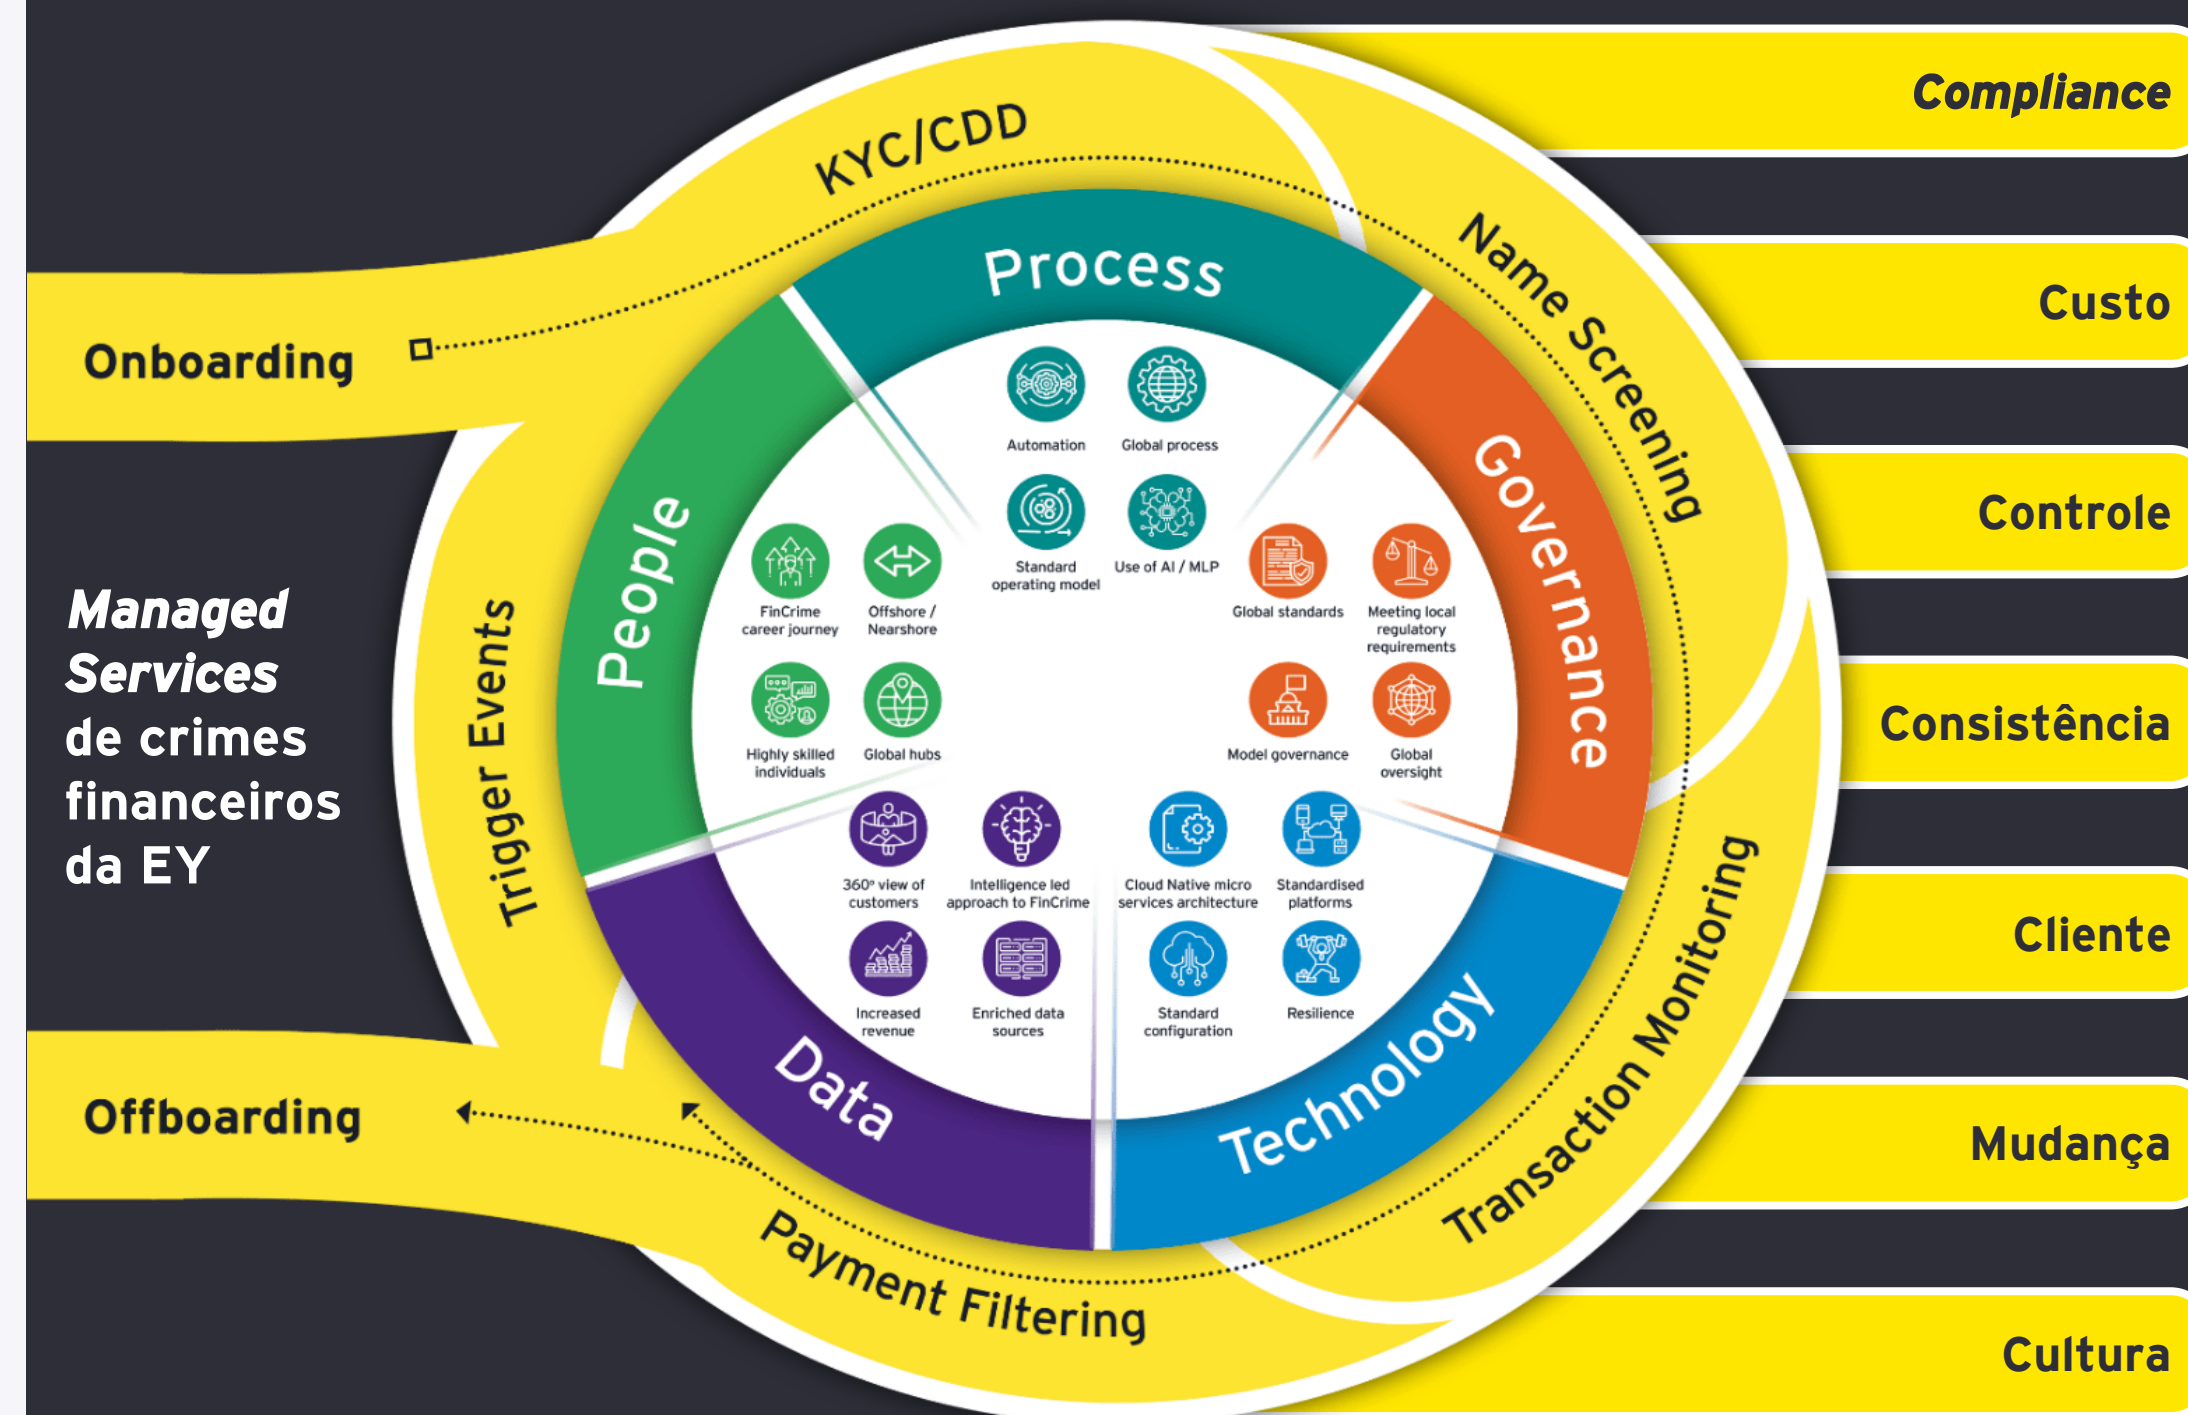 Onboarding
Managed
Services
de crimes
financeiros
da EY
Offboarding
KYC/CDD
Name Screening
Transaction Monitoring
Payment Filtering
Trigger Events
Process
Automation
Global process
Standard
operating model
Use of AI / MLP
Governance
Global standards
Meeting local
regulatory
requirements
Model governance
Global
oversight
Technology
Cloud Native micro
services architecture
Standardised
platforms
Standard
configuration
Resilience
Data
360º view of
customers
Intelligence led
approach to FinCrime
Increased
revenue
Enriched data
sources
People
FinCrime
career journey
Offshore /
Nearshore
Highly skilled
individuals
Global hubs
Compliance
Custo
Controle
Consistência
Cliente
Mudança
Cultura